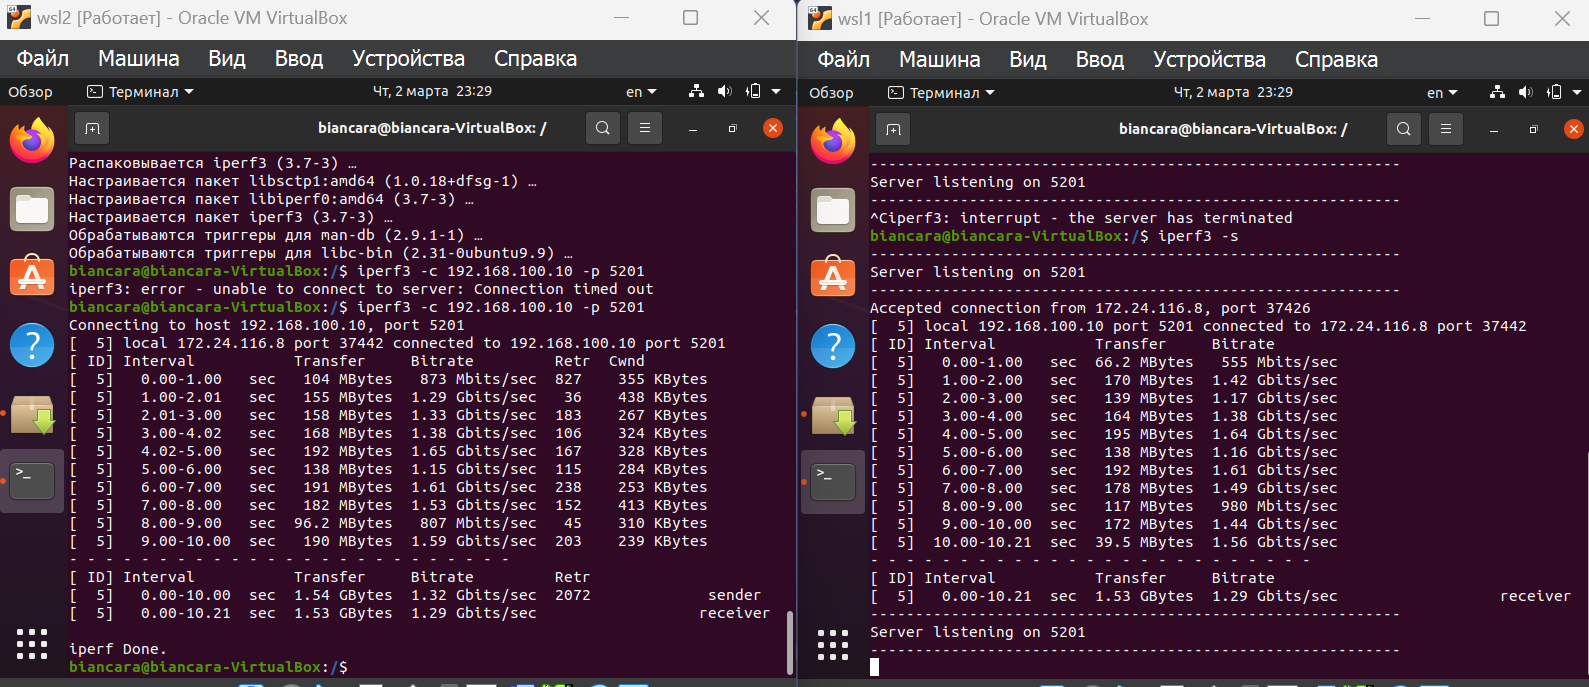 wsl2 [Работает] - Oracle VM VirtualBox
Файл Машина Вид Ввод Устройства Справка
Обзор Терминал Чт, 2 марта 23:29 en
biancara@biancara-VirtualBox: /
Распаковывается iperf3 (3.7-3) …
Настраивается пакет libsctp1:amd64 (1.0.18+dfsg-1) …
Настраивается пакет libiperf0:amd64 (3.7-3) …
Настраивается пакет iperf3 (3.7-3) …
Обрабатываются триггеры для man-db (2.9.1-1) …
Обрабатываются триггеры для libc-bin (2.31-0ubuntu9.9) …
biancara@biancara-VirtualBox:/$ iperf3 -c 192.168.100.10 -p 5201
iperf3: error - unable to connect to server: Connection timed out
biancara@biancara-VirtualBox:/$ iperf3 -c 192.168.100.10 -p 5201
Connecting to host 192.168.100.10, port 5201
[  5] local 172.24.116.8 port 37442 connected to 192.168.100.10 port 5201
[ ID] Interval           Transfer     Bitrate         Retr  Cwnd
[  5]   0.00-1.00   sec   104 MBytes   873 Mbits/sec  827    355 KBytes
[  5]   1.00-2.01   sec   155 MBytes  1.29 Gbits/sec   36    438 KBytes
[  5]   2.01-3.00   sec   158 MBytes  1.33 Gbits/sec  183    267 KBytes
[  5]   3.00-4.02   sec   168 MBytes  1.38 Gbits/sec  106    324 KBytes
[  5]   4.02-5.00   sec   192 MBytes  1.65 Gbits/sec  167    328 KBytes
[  5]   5.00-6.00   sec   138 MBytes  1.15 Gbits/sec  115    284 KBytes
[  5]   6.00-7.00   sec   191 MBytes  1.61 Gbits/sec  238    253 KBytes
[  5]   7.00-8.00   sec   182 MBytes  1.53 Gbits/sec  152    413 KBytes
[  5]   8.00-9.00   sec  96.2 MBytes   807 Mbits/sec   45    310 KBytes
[  5]   9.00-10.00  sec   190 MBytes  1.59 Gbits/sec  203    239 KBytes
- - - - - - - - - - - - - - - - - - - - - - - - -
[ ID] Interval           Transfer     Bitrate         Retr
[  5]   0.00-10.00  sec  1.54 GBytes  1.32 Gbits/sec  2072             sender
[  5]   0.00-10.21  sec  1.53 GBytes  1.29 Gbits/sec                  receiver
iperf Done.
biancara@biancara-VirtualBox:/$
wsl1 [Работает] - Oracle VM VirtualBox
Файл Машина Вид Ввод Устройства Справка
Обзор Терминал Чт, 2 марта 23:29 en
biancara@biancara-VirtualBox: /
-----------------------------------------------------------
Server listening on 5201
-----------------------------------------------------------
^Ciperf3: interrupt - the server has terminated
biancara@biancara-VirtualBox:/$ iperf3 -s
-----------------------------------------------------------
Server listening on 5201
-----------------------------------------------------------
Accepted connection from 172.24.116.8, port 37426
[  5] local 192.168.100.10 port 5201 connected to 172.24.116.8 port 37442
[ ID] Interval           Transfer     Bitrate
[  5]   0.00-1.00   sec  66.2 MBytes   555 Mbits/sec
[  5]   1.00-2.00   sec   170 MBytes  1.42 Gbits/sec
[  5]   2.00-3.00   sec   139 MBytes  1.17 Gbits/sec
[  5]   3.00-4.00   sec   164 MBytes  1.38 Gbits/sec
[  5]   4.00-5.00   sec   195 MBytes  1.64 Gbits/sec
[  5]   5.00-6.00   sec   138 MBytes  1.16 Gbits/sec
[  5]   6.00-7.00   sec   192 MBytes  1.61 Gbits/sec
[  5]   7.00-8.00   sec   178 MBytes  1.49 Gbits/sec
[  5]   8.00-9.00   sec   117 MBytes   980 Mbits/sec
[  5]   9.00-10.00  sec   172 MBytes  1.44 Gbits/sec
[  5]  10.00-10.21  sec  39.5 MBytes  1.56 Gbits/sec
- - - - - - - - - - - - - - - - - - - - - - - - -
[ ID] Interval           Transfer     Bitrate
[  5]   0.00-10.21  sec  1.53 GBytes  1.29 Gbits/sec                  receiver
-----------------------------------------------------------
Server listening on 5201
-----------------------------------------------------------